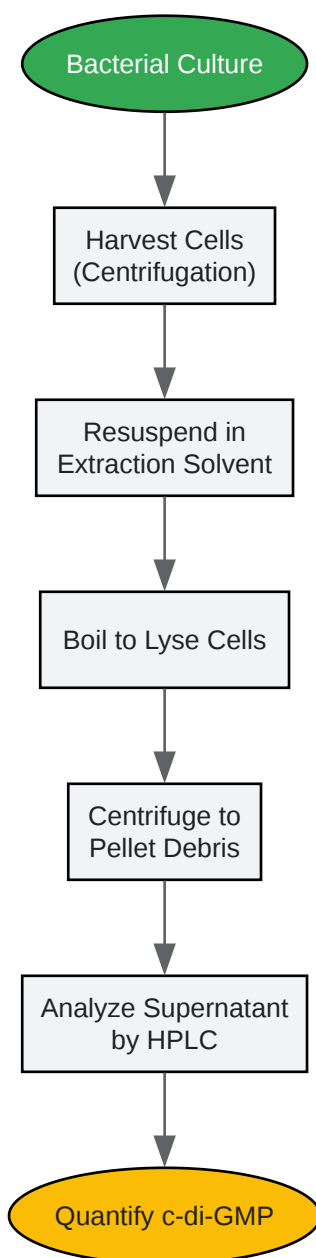 Bacterial Culture
Harvest Cells
(Centrifugation)
Resuspend in
Extraction Solvent
Boil to Lyse Cells
Centrifuge to
Pellet Debris
Analyze Supernatant
by HPLC
Quantify c-di-GMP